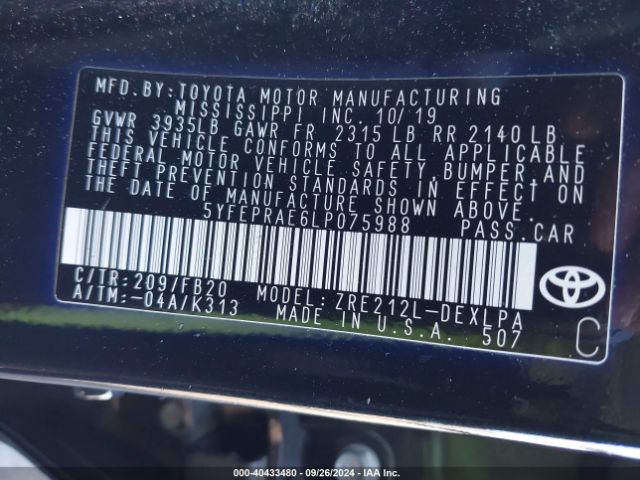 MFD. BY: TOYOTA MOTOR MANUFACTURING
MISSISSIPPI INC. 10/19
GVWR 3935LB GAWR FR 2315 LB RR 2140 LB
THIS VEHICLE CONFORMS TO ALL APPLICABLE
FEDERAL MOTOR VEHICLE SAFETY, BUMPER, AND
THEFT PREVENTION STANDARDS IN EFFECT ON
THE DATE OF MANUFACTURE SHOWN ABOVE.
5YFEPRAE6LP075988 PASS. CAR
C/TR: 209/FB20 MODEL: ZRE212L-DEXLPA
A/TM: -04A/K313 MADE IN U.S.A. 507
C
000-40433480 - 09/26/2024 - IAA Inc.